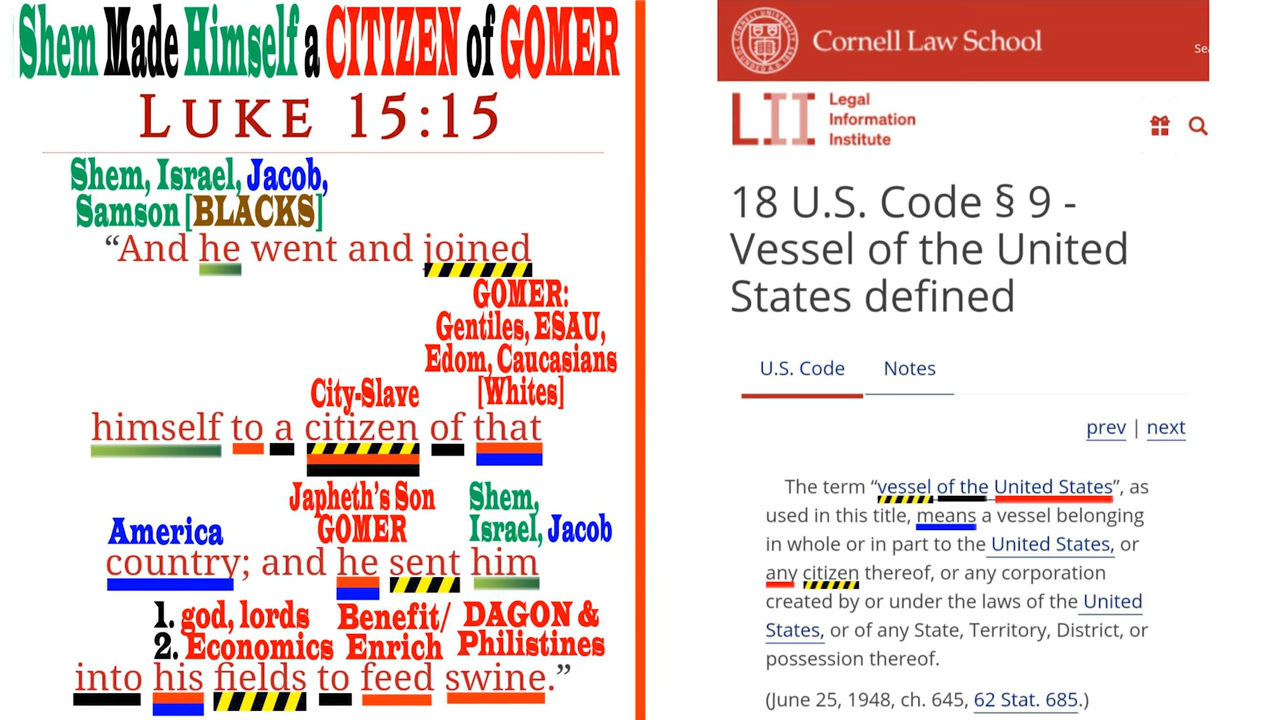 Shem Made Himself a CITIZEN of GOMER
LUKE 15:15
Shem, Israel, Jacob,
Samson [BLACKS]
“And he went and joined
GOMER:
Gentiles, ESAU,
Edom, Caucasians
[Whites]
City-Slave
himself to a citizen of that
Japheth's Son
GOMER
Shem,
Israel, Jacob
America
country; and he sent him
1. god, lords
2. Economics
Benefit/
Enrich
DAGON &
Philistines
into his fields to feed swine.”
Cornell Law School
LII
Legal
Information
Institute
18 U.S. Code § 9 -
Vessel of the United
States defined
U.S. Code
Notes
prev | next
The term “vessel of the United States”, as
used in this title, means a vessel belonging
in whole or in part to the United States, or
any citizen thereof, or any corporation
created by or under the laws of the United
States, or of any State, Territory, District, or
possession thereof.
(June 25, 1948, ch. 645, 62 Stat. 685.)